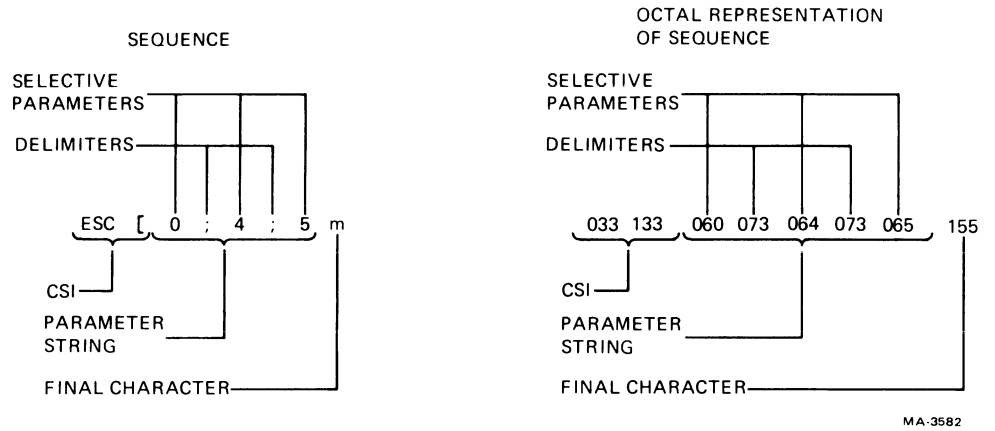 SEQUENCE
SELECTIVE
PARAMETERS
DELIMITERS
ESC [ 0 ; 4 ; 5 m
CSI
PARAMETER
STRING
FINAL CHARACTER
OCTAL REPRESENTATION
OF SEQUENCE
SELECTIVE
PARAMETERS
DELIMITERS
033 133 060 073 064 073 065 155
CSI
PARAMETER
STRING
FINAL CHARACTER
MA-3582